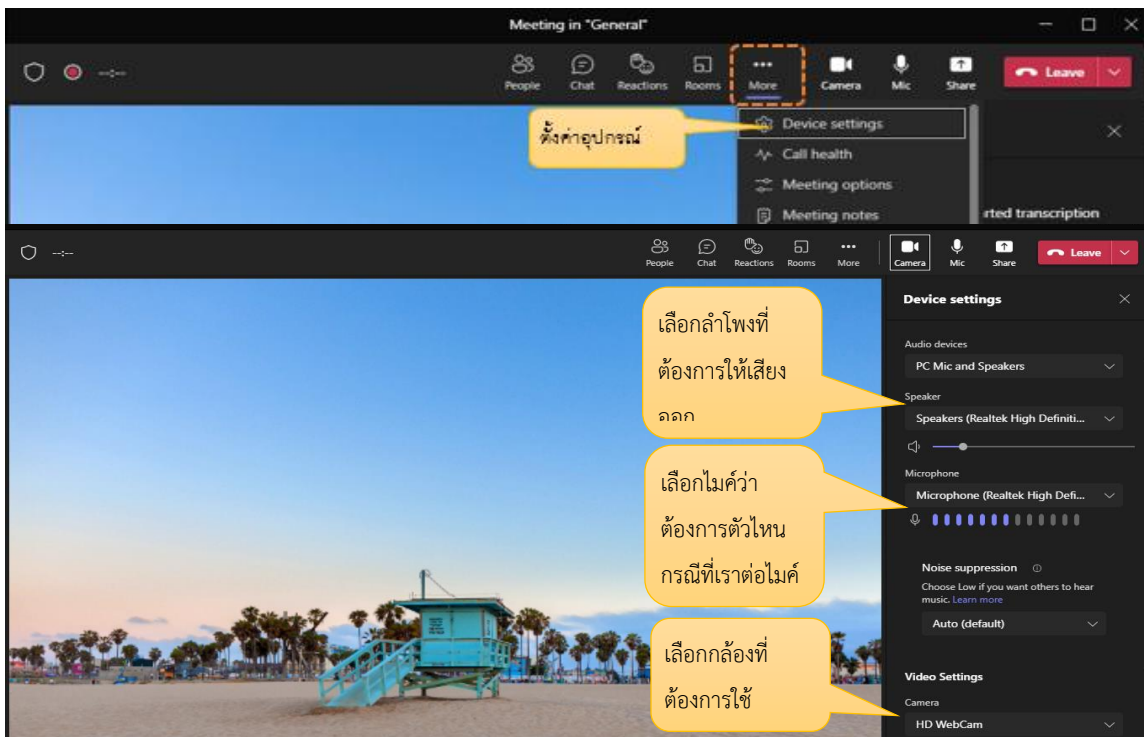 Meeting in "General"
--:--
People Chat Reactions Rooms More Camera Mic Share Leave
ตั้งค่าอุปกรณ์
Device settings
Call health
Meeting options
Meeting notes
rted transcription
--:--
People Chat Reactions Rooms More Camera Mic Share Leave
Device settings
เลือกลำโพงที่
ต้องการให้เสียง
Audio devices
PC Mic and Speakers
Speaker
Speakers (Realtek High Definiti...
เลือกไมค์ว่า
ต้องการตัวไหน
กรณีที่เราต่อไมค์
Microphone
Microphone (Realtek High Defi...
Noise suppression
Choose Low if you want others to hear
music. Learn more
Auto (default)
เลือกกล้องที่
ต้องการใช้
Video Settings
Camera
HD WebCam